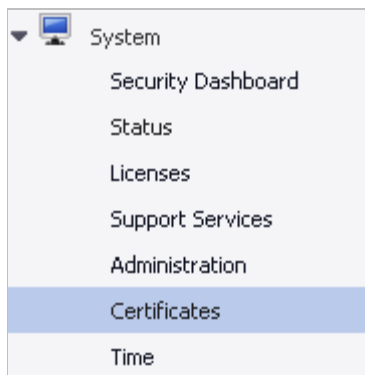 System
Security Dashboard
Status
Licenses
Support Services
Administration
Certificates
Time